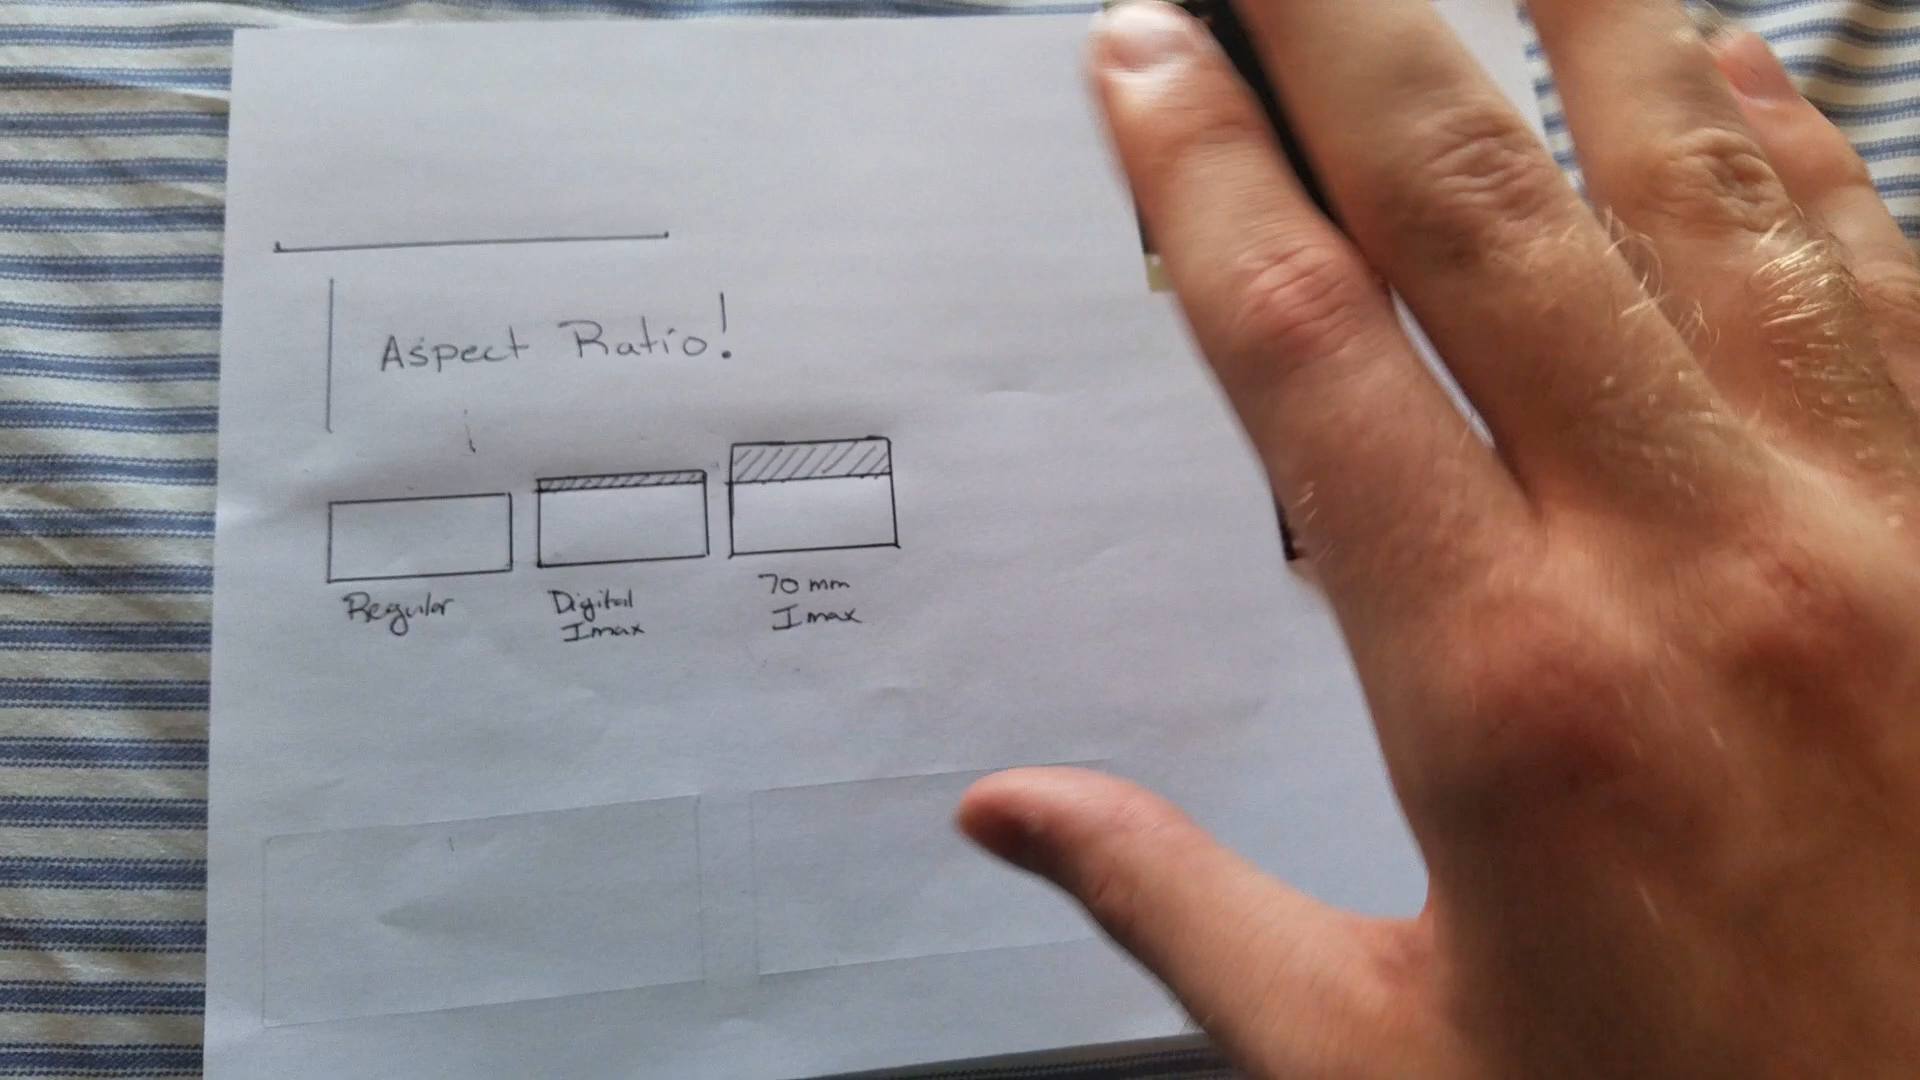 Aspect Ratio!
Regular
Digital
Imax
70 mm
Imax